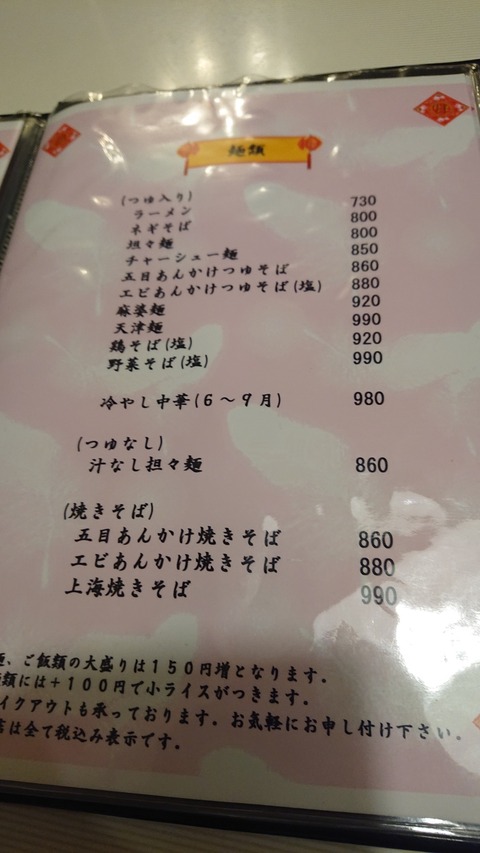 麺類
(つゆ入り)
ラーメン 730
ネギそば 800
坦々麺 800
チャーシュー麺 850
五目あんかけつゆそば 860
エビあんかけつゆそば(塩) 880
麻婆麺 920
天津麺 990
鶏そば(塩) 920
野菜そば(塩) 990
冷やし中華(６～９月) 980
(つゆなし)
汁なし担々麺 860
(焼きそば)
五目あんかけ焼きそば 860
エビあんかけ焼きそば 880
上海焼きそば 990
、ご飯類の大盛りは１５０円増となります。
類には＋１００円で小ライスがつきます。
イクアウトも承っております。お気軽にお申し付け下さい。
店は全て税込み表示です。